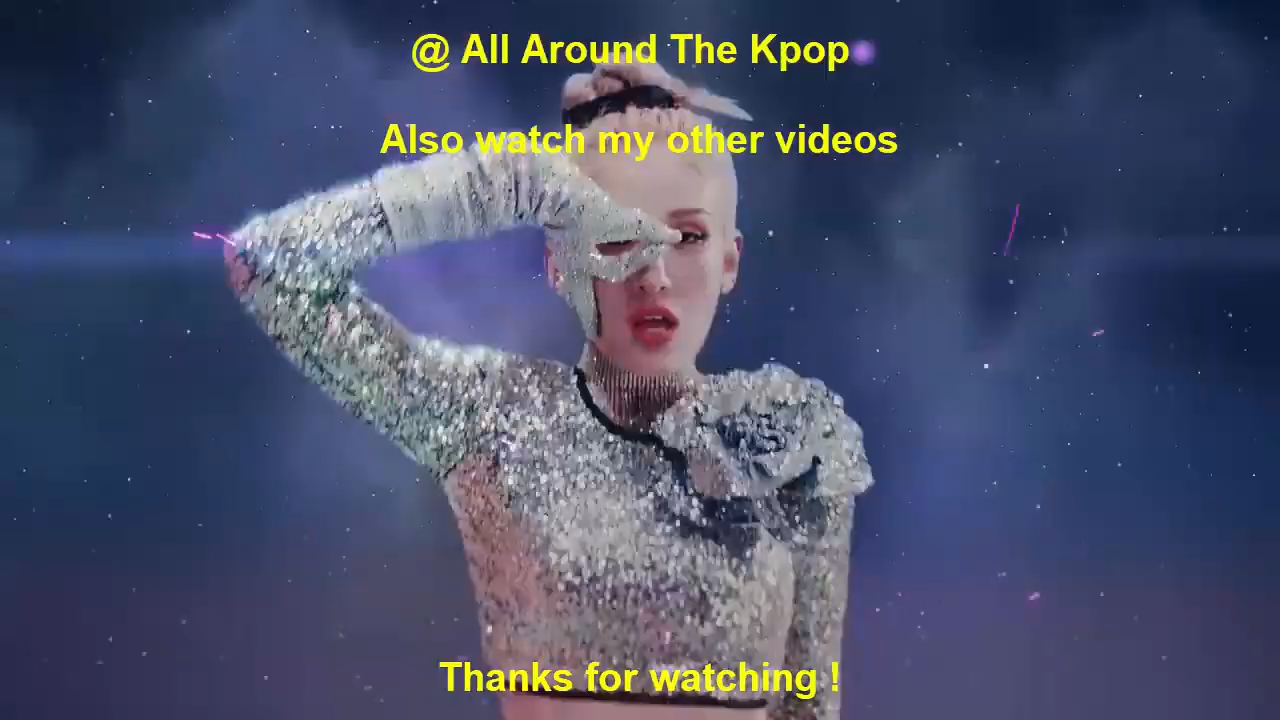 @ All Around The Kpop
Also watch my other videos
Thanks for watching !